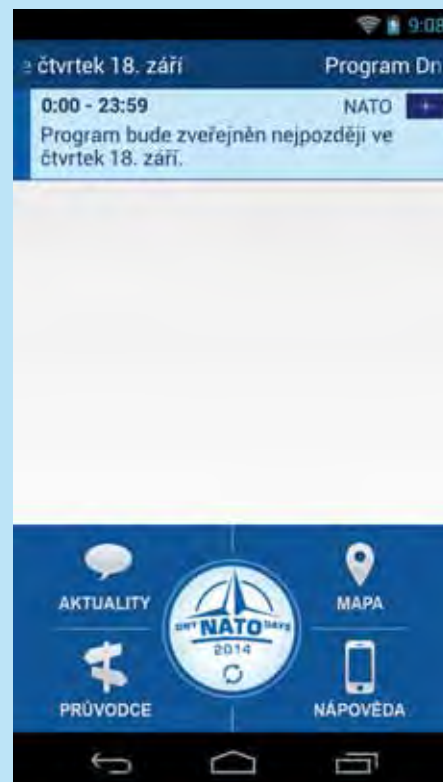 9:08
čtvrtek 18. září Program Dn
0:00 - 23:59 NATO
Program bude zveřejněn nejpozději ve
čtvrtek 18. září.
AKTUALITY
MAPA
DNY NATO DAYS
2014
PRŮVODCE
NÁPOVĚDA